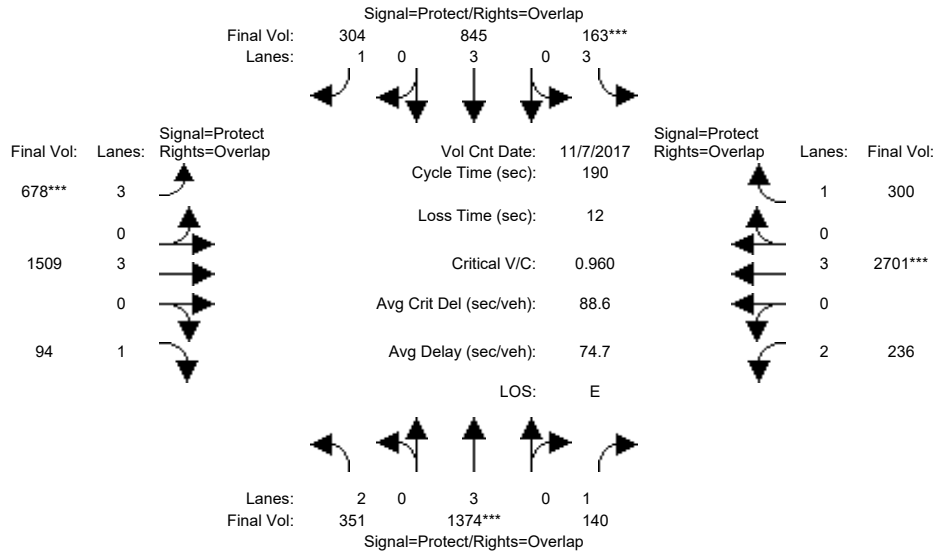 Signal=Protect/Rights=Overlap
Final Vol: 304 845 163***
Lanes: 1 0 3 0 3
Signal=Protect
Final Vol: Lanes: Rights=Overlap
Vol Cnt Date: 11/7/2017
Signal=Protect
Rights=Overlap Lanes: Final Vol:
Cycle Time (sec): 190
678*** 3
1 300
Loss Time (sec): 12
0
0
1509 3
Critical V/C: 0.960
3 2701***
0
Avg Crit Del (sec/veh): 88.6
0
94 1
Avg Delay (sec/veh): 74.7
2 236
LOS: E
Lanes: 2 0 3 0 1
Final Vol: 351 1374*** 140
Signal=Protect/Rights=Overlap